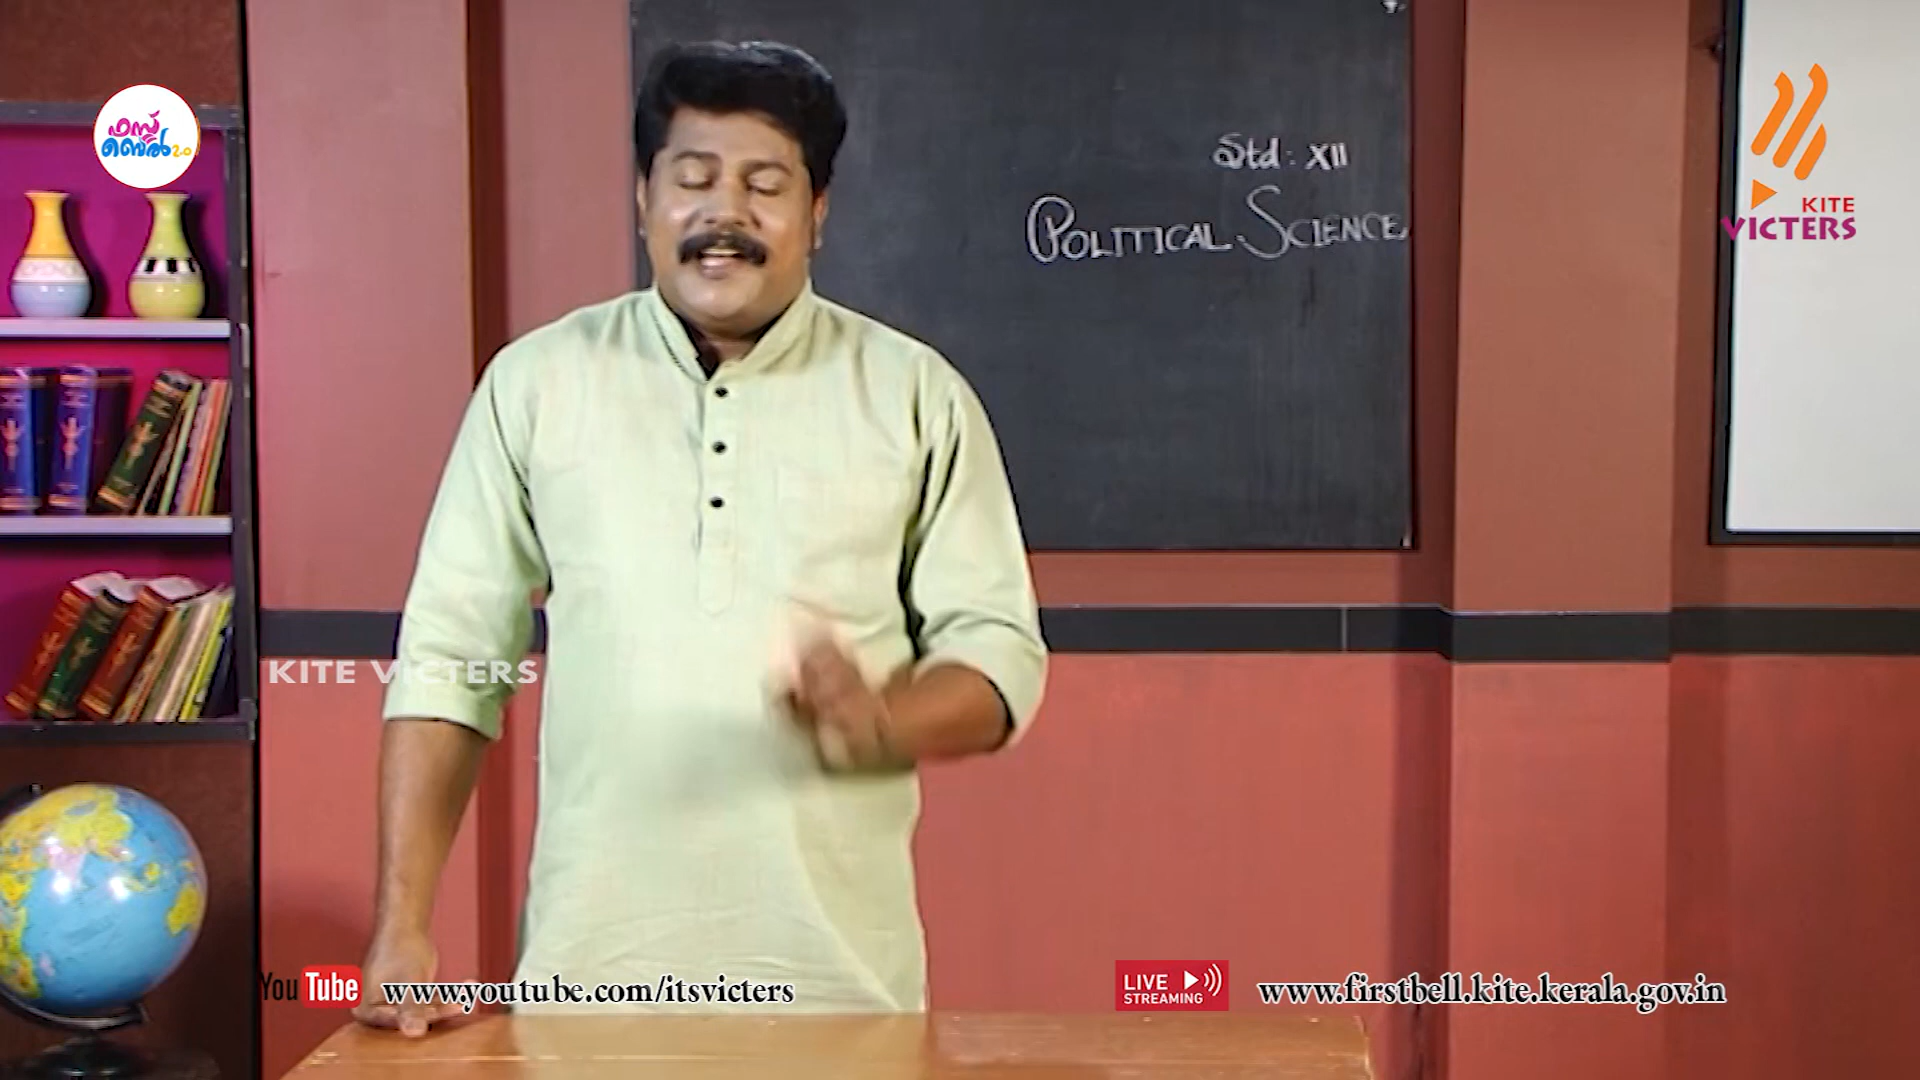 ഫസ്റ്റ്
ബെൽ 2.0
Std : XII
POLITICAL SCIENCE
KITE
VICTERS
KITE VICTERS
YouTube www.youtube.com/itsvicters
LIVE
STREAMING
www.firstbell.kite.kerala.gov.in